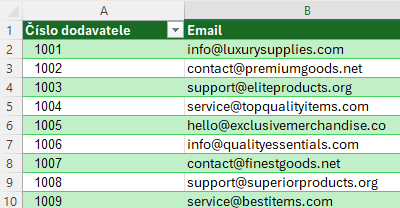 A B
1 Číslo dodavatele Email
2 1001 info@luxurysupplies.com
3 1002 contact@premiumgoods.net
4 1003 support@eliteproducts.org
5 1004 service@topqualityitems.com
6 1005 hello@exclusivemerchandise.co
7 1006 info@qualityessentials.com
8 1007 contact@finestgoods.net
9 1008 support@superiorproducts.org
10 1009 service@bestitems.com